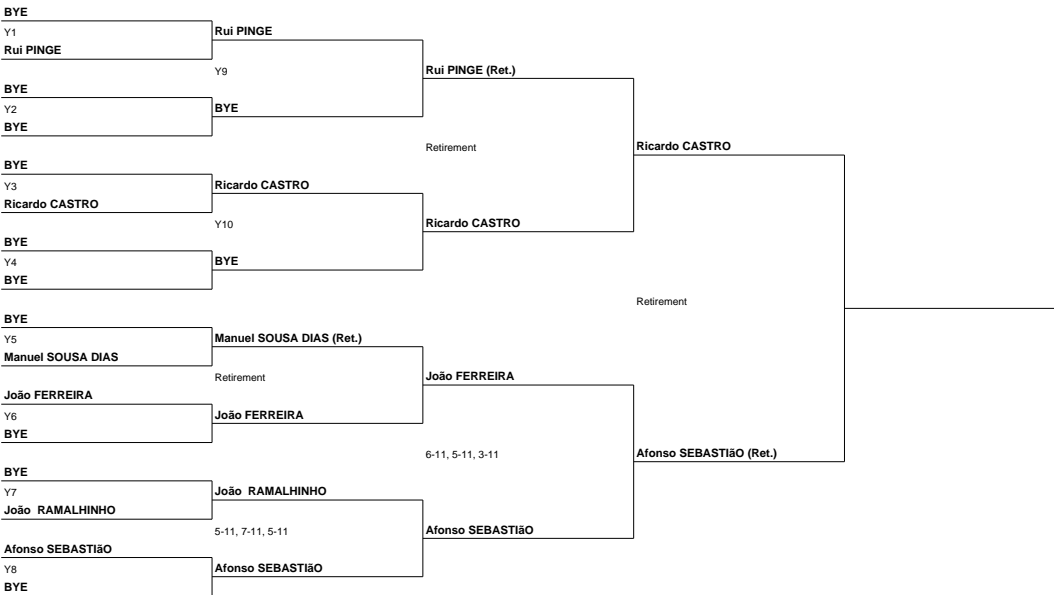 BYE
Y1
Rui PINGE
Rui PINGE
Y9
Rui PINGE (Ret.)
BYE
Y2
BYE
BYE
Retirement
Ricardo CASTRO
BYE
Y3
Ricardo CASTRO
Ricardo CASTRO
Y10
Ricardo CASTRO
BYE
Y4
BYE
BYE
Retirement
BYE
Y5
Manuel SOUSA DIAS
Manuel SOUSA DIAS (Ret.)
Retirement
João FERREIRA
João FERREIRA
Y6
BYE
João FERREIRA
6-11, 5-11, 3-11
Afonso SEBASTIãO (Ret.)
BYE
Y7
João  RAMALHINHO
João  RAMALHINHO
5-11, 7-11, 5-11
Afonso SEBASTIãO
Afonso SEBASTIãO
Y8
BYE
Afonso SEBASTIãO